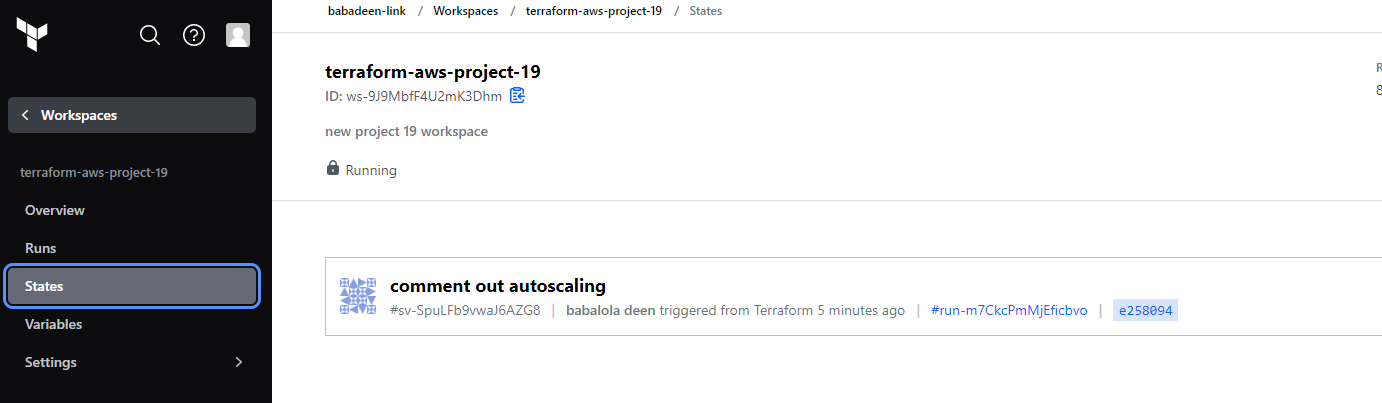 babadeen-link / Workspaces / terraform-aws-project-19 / States
terraform-aws-project-19
ID: ws-9J9MbfF4U2mK3Dhm
new project 19 workspace
Running
R
8
Workspaces
terraform-aws-project-19
Overview
Runs
States
Variables
Settings
comment out autoscaling
#sv-SpuLFb9vwaJ6AZG8 | babalola deen triggered from Terraform 5 minutes ago | #run-m7CkcPmMjEficbvo | e258094